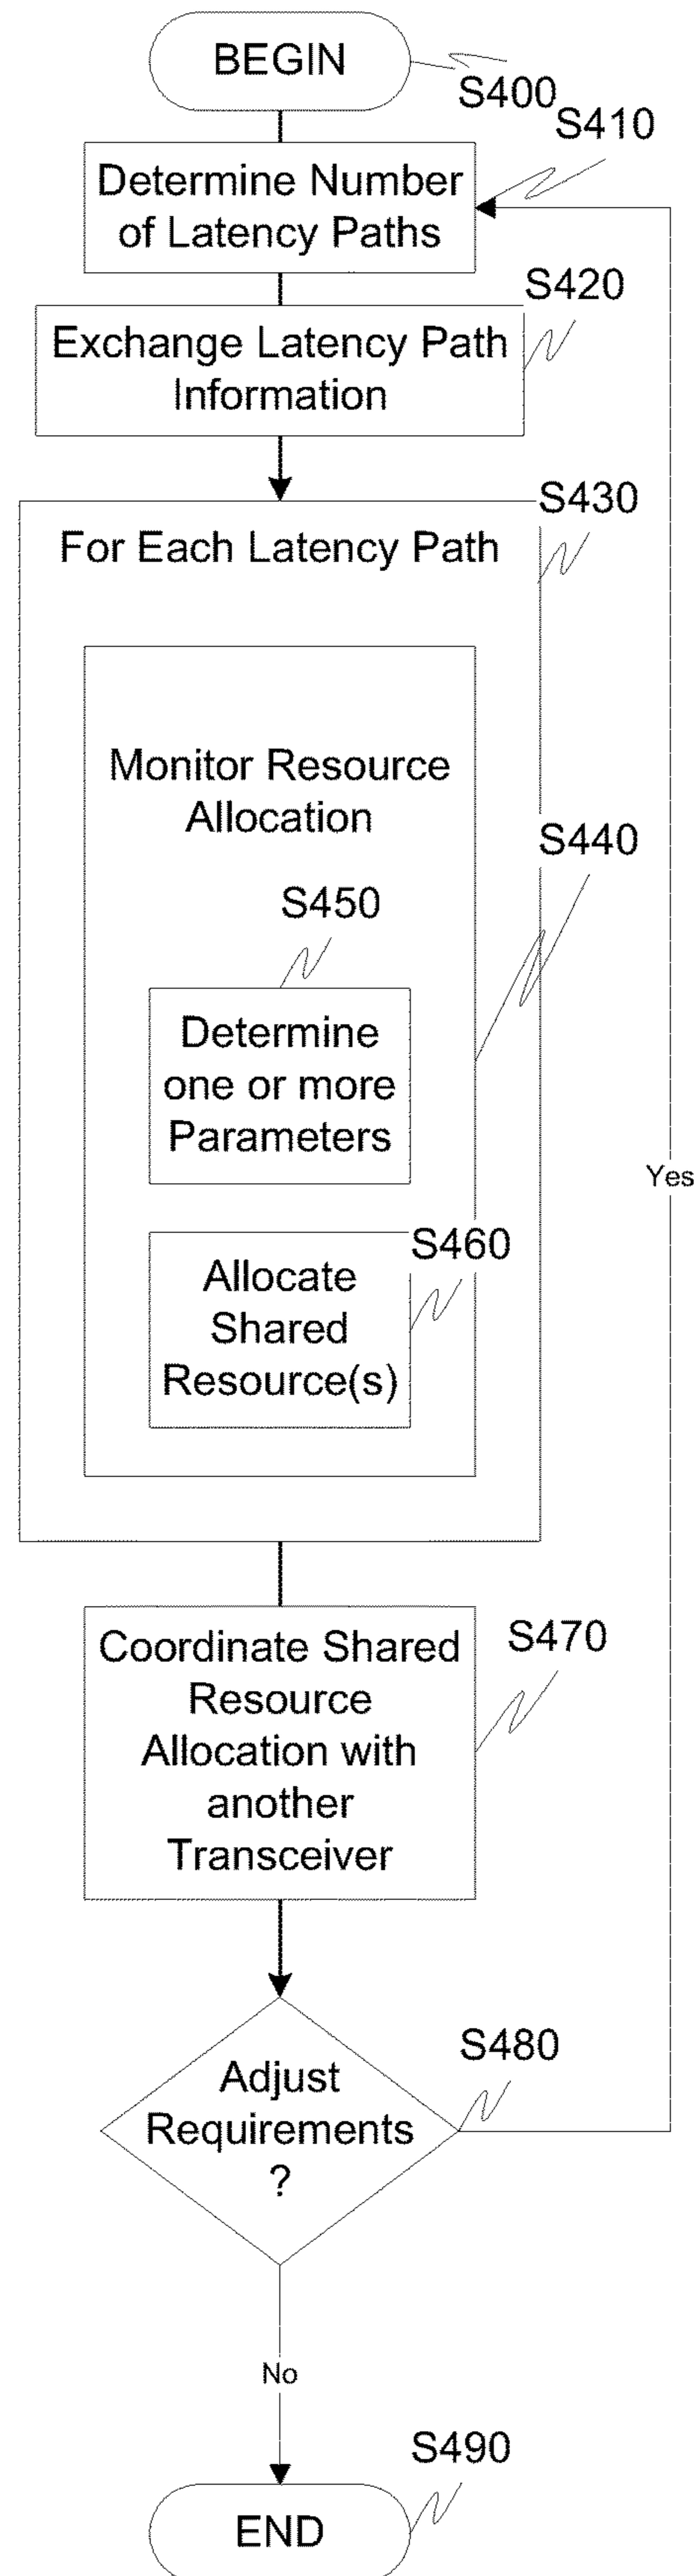 BEGIN
S400
S410
Determine Number
of Latency Paths
S420
Exchange Latency Path
Information
S430
For Each Latency Path
Monitor Resource
Allocation
S440
S450
Determine
one or more
Parameters
Yes
S460
Allocate
Shared
Resource(s)
Coordinate Shared
Resource
Allocation with
another
Transceiver
S470
S480
Adjust
Requirements
?
No
S490
END